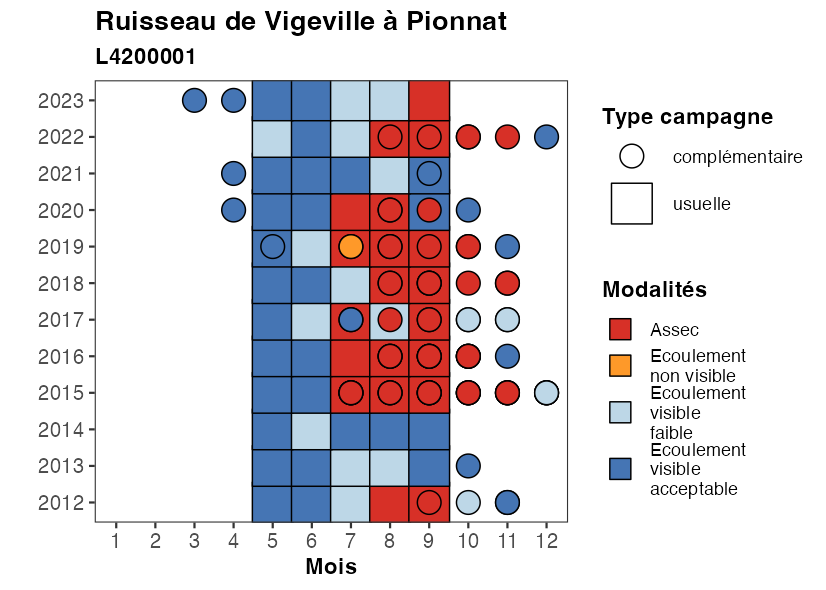 Ruisseau de Vigeville à Pionnat
L4200001
2023
2022
2021
2020
2019
2018
2017
2016
2015
2014
2013
2012
1 2 3 4 5 6 7 8 9 10 11 12
Mois
Type campagne
complémentaire
usuelle
Modalités
Assec
Ecoulement
non visible
Ecoulement
visible
faible
Ecoulement
visible
acceptable